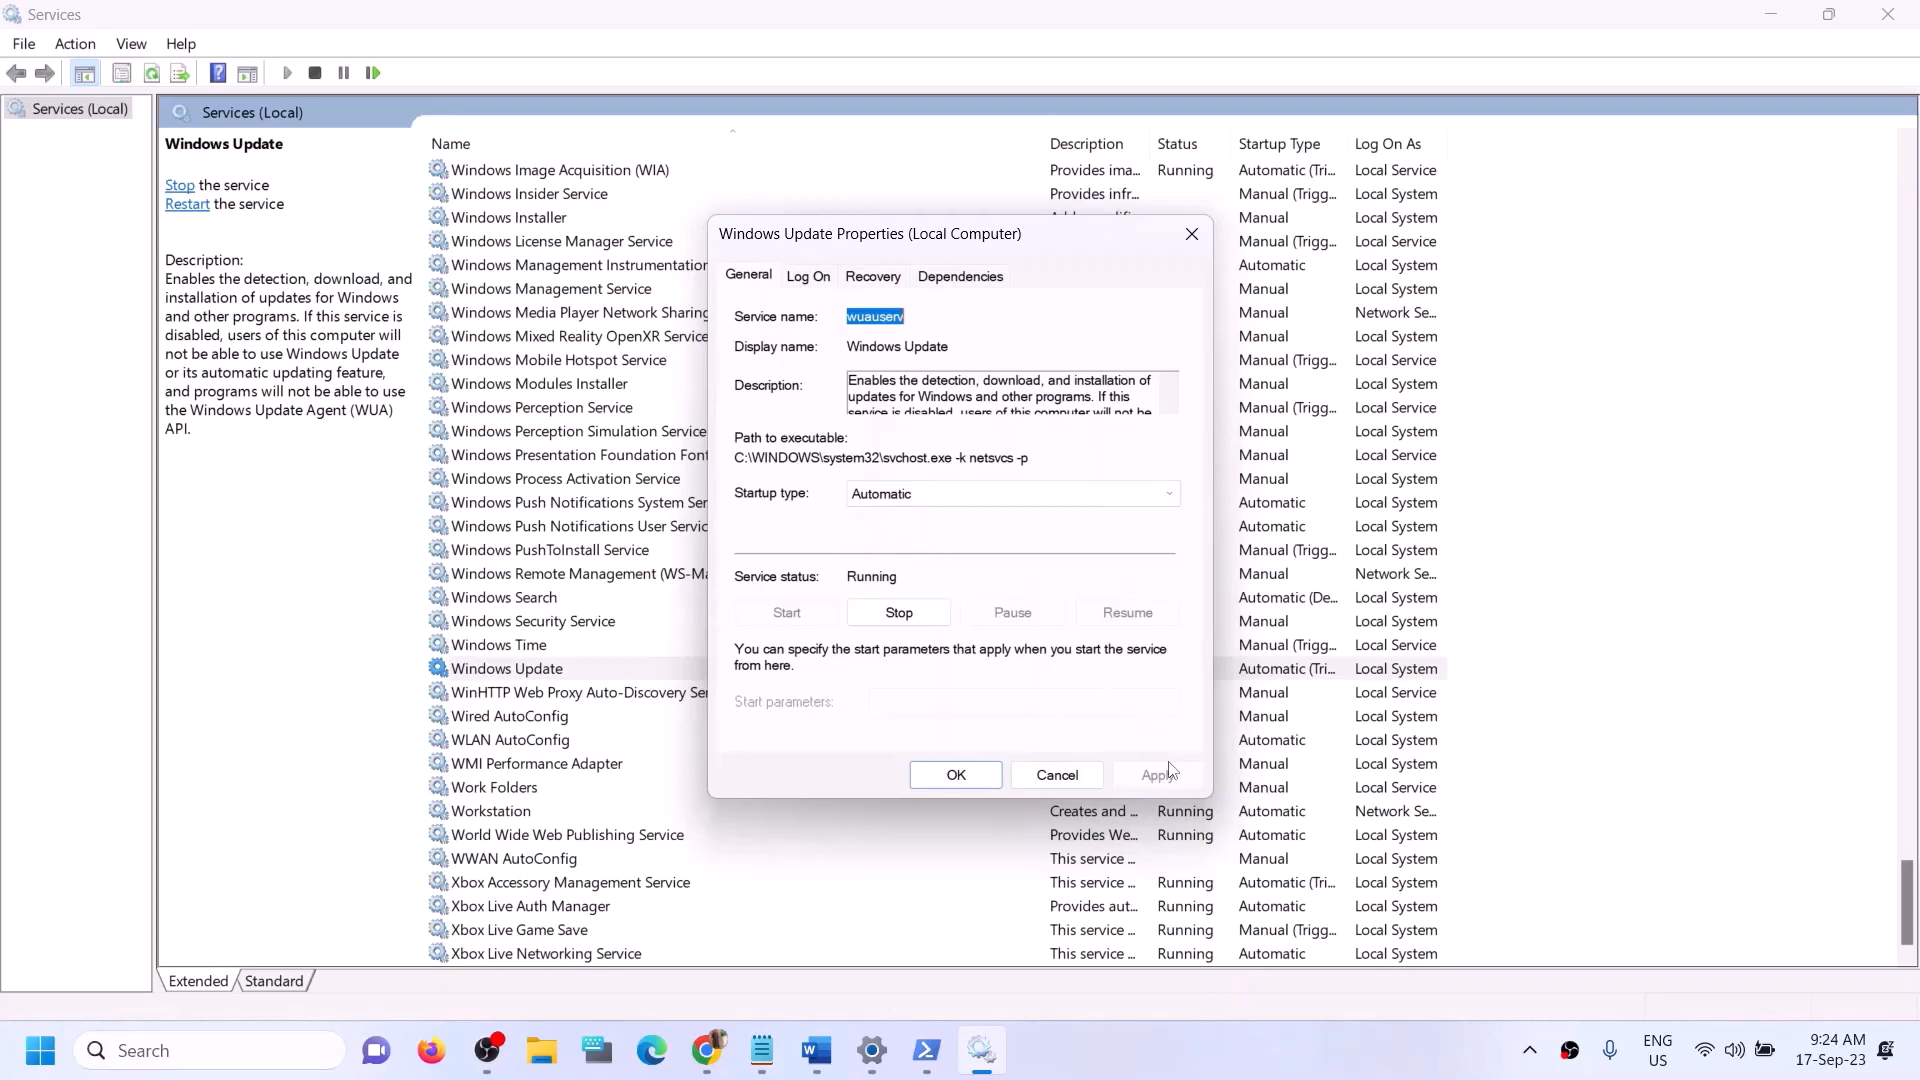 Services
File Action View Help
Services (Local)
Services (Local)
Windows Update
Stop the service
Restart the service
Description:
Enables the detection, download, and
installation of updates for Windows
and other programs. If this service is
disabled, users of this computer will
not be able to use Windows Update
or its automatic updating feature,
and programs will not be able to use
the Windows Update Agent (WUA)
API.
Name Description Status Startup Type Log On As
Windows Image Acquisition (WIA) Provides ima... Running Automatic (Tri... Local Service
Windows Insider Service Provides infr... Manual (Trigg... Local System
Windows Installer Manual Local System
Windows License Manager Service Manual (Trigg... Local Service
Windows Management Instrumentation Automatic Local System
Windows Management Service Manual Local System
Windows Media Player Network Sharing Manual Network Se...
Windows Mixed Reality OpenXR Service Manual Local System
Windows Mobile Hotspot Service Manual (Trigg... Local Service
Windows Modules Installer Manual Local System
Windows Perception Service Manual (Trigg... Local Service
Windows Perception Simulation Service Manual Local System
Windows Presentation Foundation Font Manual Local Service
Windows Process Activation Service Manual Local System
Windows Push Notifications System Ser Automatic Local System
Windows Push Notifications User Servic Automatic Local System
Windows PushToInstall Service Manual (Trigg... Local System
Windows Remote Management (WS-Ma Manual Network Se...
Windows Search Automatic (De... Local System
Windows Security Service Manual Local System
Windows Time Manual (Trigg... Local Service
Windows Update Automatic (Tri... Local System
WinHTTP Web Proxy Auto-Discovery Ser Manual Local Service
Wired AutoConfig Manual Local System
WLAN AutoConfig Automatic Local System
WMI Performance Adapter Manual Local System
Work Folders Manual Local Service
Workstation Creates and ... Running Automatic Network Se...
World Wide Web Publishing Service Provides We... Running Automatic Local System
WWAN AutoConfig This service ... Manual Local System
Xbox Accessory Management Service This service ... Running Automatic (Tri... Local System
Xbox Live Auth Manager Provides aut... Running Automatic Local System
Xbox Live Game Save This service ... Running Manual (Trigg... Local System
Xbox Live Networking Service This service ... Running Automatic Local System
Windows Update Properties (Local Computer)
General Log On Recovery Dependencies
Service name: wuauserv
Display name: Windows Update
Description: Enables the detection, download, and installation of
updates for Windows and other programs. If this
service is disabled, users of this computer will not be
Path to executable:
C:\WINDOWS\system32\svchost.exe -k netsvcs -p
Startup type: Automatic
Service status: Running
Start Stop Pause Resume
You can specify the start parameters that apply when you start the service
from here.
Start parameters:
OK Cancel Apply
Extended Standard
Search
ENG
US
9:24 AM
17-Sep-23